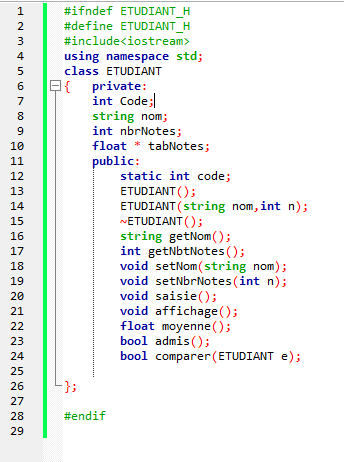 1 #ifndef ETUDIANT_H
2 #define ETUDIANT_H
3 #include<iostream>
4 using namespace std;
5 class ETUDIANT
6 { private:
7 int Code;
8 string nom;
9 int nbrNotes;
10 float * tabNotes;
11 public:
12 static int code;
13 ETUDIANT();
14 ETUDIANT(string nom,int n);
15 ~ETUDIANT();
16 string getNom();
17 int getNbtNotes();
18 void setNom(string nom);
19 void setNbrNotes(int n);
20 void saisie();
21 void affichage();
22 float moyenne();
23 bool admis();
24 bool comparer(ETUDIANT e);
25
26 };
27
28 #endif
29